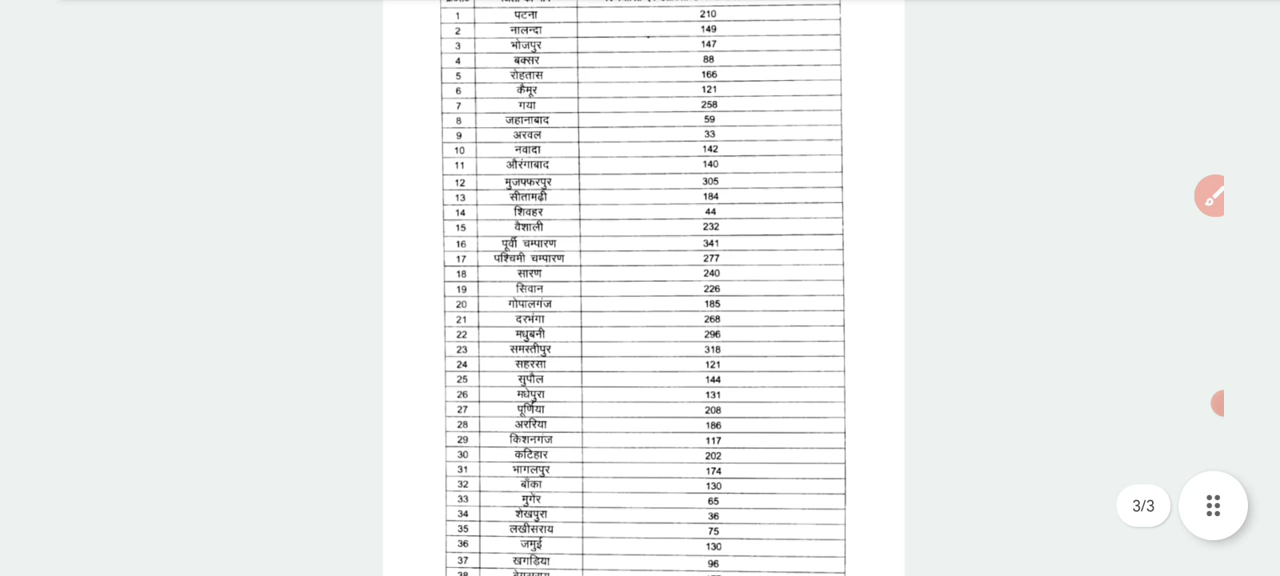 1 पटना 210
2 नालन्दा 149
3 भोजपुर 147
4 बक्सर 88
5 रोहतास 166
6 कैमूर 121
7 गया 258
8 जहानाबाद 59
9 अरवल 33
10 नवादा 142
11 औरंगाबाद 140
12 मुजफ्फरपुर 305
13 सीतामढ़ी 184
14 शिवहर 44
15 वैशाली 232
16 पूर्वी चम्पारण 341
17 पश्चिमी चम्पारण 277
18 सारण 240
19 सिवान 226
20 गोपालगंज 185
21 दरभंगा 268
22 मधुबनी 296
23 समस्तीपुर 318
24 सहरसा 121
25 सुपौल 144
26 मधेपुरा 131
27 पूर्णिया 208
28 अररिया 186
29 किशनगंज 117
30 कटिहार 202
31 भागलपुर 174
32 बाँका 130
33 मुंगेर 65
34 शेखपुरा 36
35 लखीसराय 75
36 जमुई 130
37 खगड़िया 96
3/3